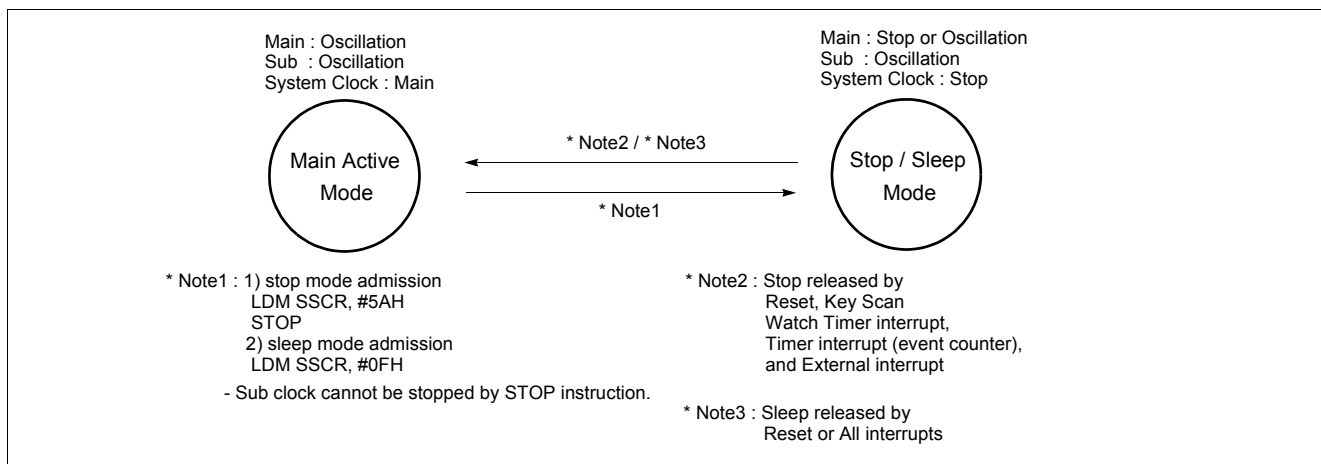 Main : Oscillation
Sub : Oscillation
System Clock : Main
Main : Stop or Oscillation
Sub : Oscillation
System Clock : Stop
Main Active
Mode
* Note2 / * Note3
* Note1
Stop / Sleep
Mode
* Note1 : 1) stop mode admission
LDM SSCR, #5AH
STOP
2) sleep mode admission
LDM SSCR, #0FH
- Sub clock cannot be stopped by STOP instruction.
* Note2 : Stop released by
Reset, Key Scan
Watch Timer interrupt,
Timer interrupt (event counter),
and External interrupt
* Note3 : Sleep released by
Reset or All interrupts